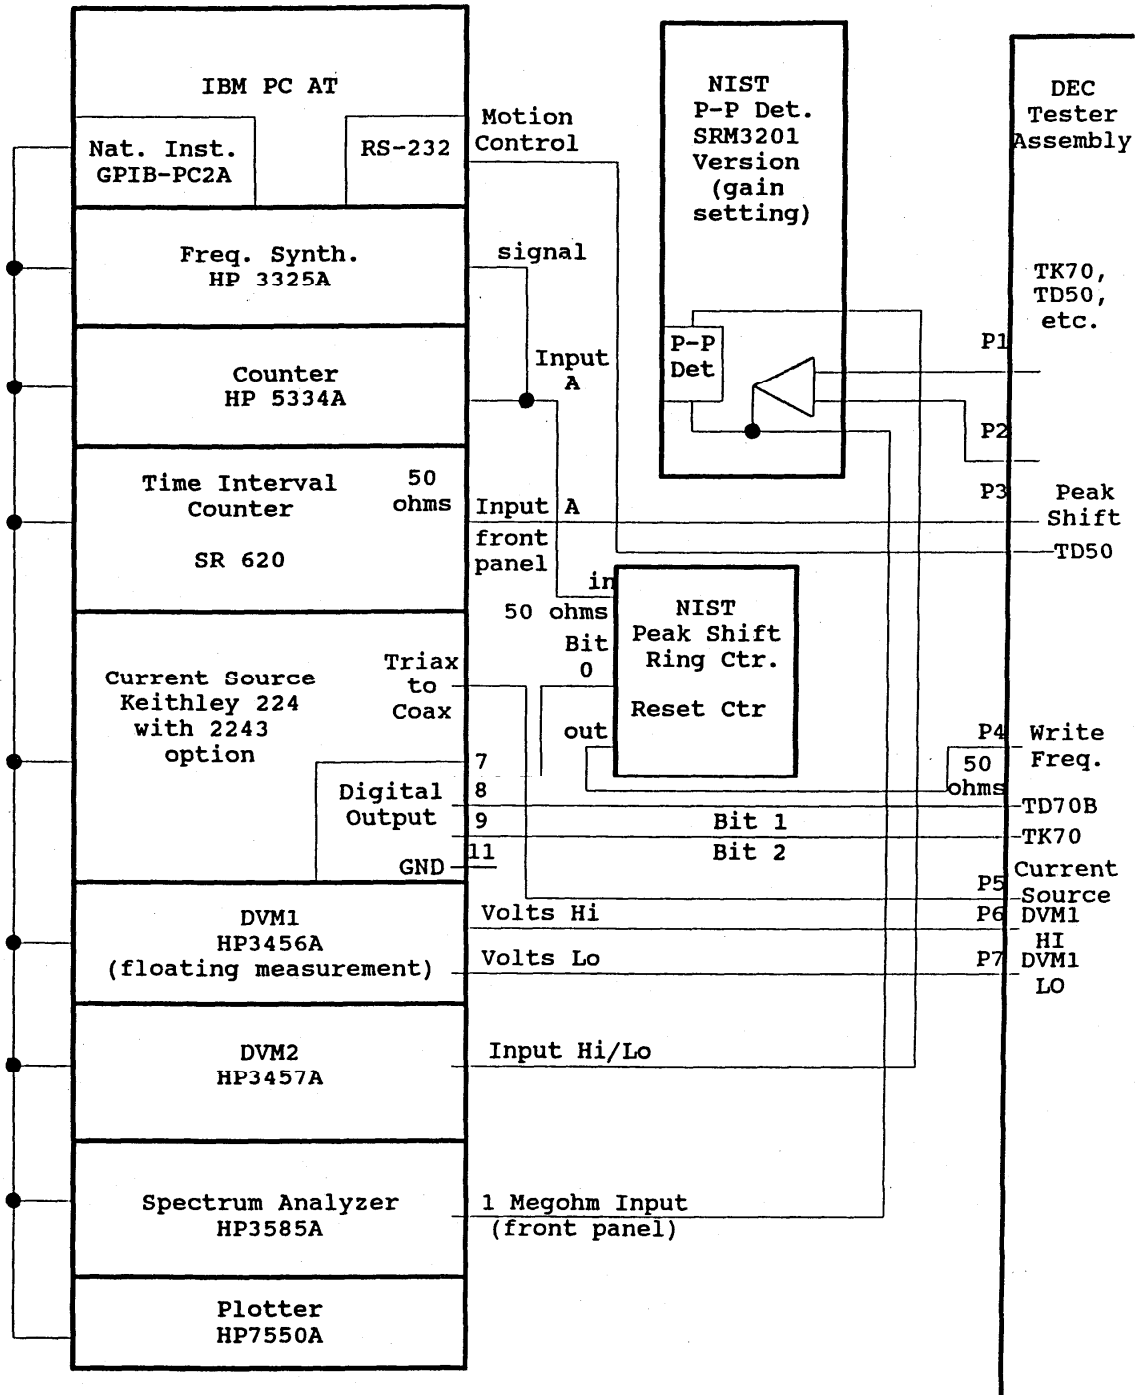 IBM PC AT
Nat. Inst.
GPIB-PC2A
RS-232
Motion
Control
Freq. Synth.
HP 3325A
signal
Counter
HP 5334A
Input
A
Time Interval
Counter
SR 620
50
ohms
Input A
front
panel
Current Source
Keithley 224
with 2243
option
Triax
to
Coax
Digital
Output
GND
7
8
9
11
DVM1
HP3456A
(floating measurement)
Volts Hi
Volts Lo
DVM2
HP3457A
Input Hi/Lo
Spectrum Analyzer
HP3585A
1 Megohm Input
(front panel)
Plotter
HP7550A
NIST
P-P Det.
SRM3201
Version
(gain
setting)
P-P
Det
in
50 ohms
Bit
0
out
NIST
Peak Shift
Ring Ctr.
Reset Ctr
Bit 1
Bit 2
DEC
Tester
Assembly
TK70,
TD50,
etc.
P1
P2
P3
Peak
Shift
TD50
P4
Write
Freq.
50
ohms
TD70B
TK70
P5
Current
Source
P6
DVM1
HI
P7
DVM1
LO